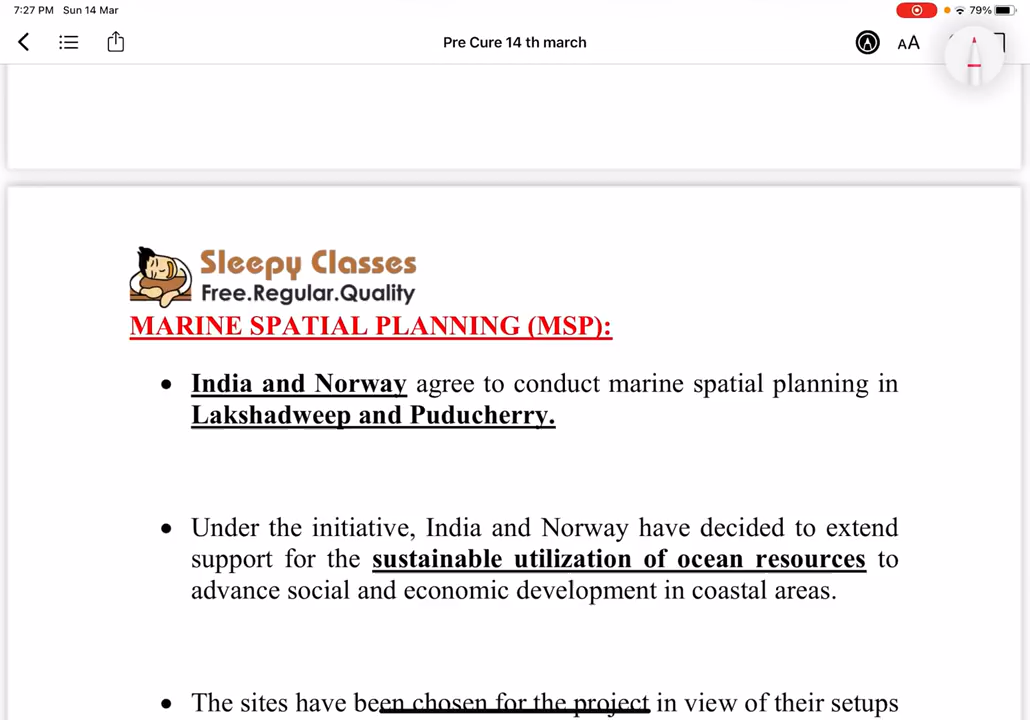 7:27 PM Sun 14 Mar
79%
Pre Cure 14 th march
AA
Sleepy Classes
Free.Regular.Quality
MARINE SPATIAL PLANNING (MSP):
• India and Norway agree to conduct marine spatial planning in
Lakshadweep and Puducherry.
• Under the initiative, India and Norway have decided to extend
support for the sustainable utilization of ocean resources to
advance social and economic development in coastal areas.
• The sites have been chosen for the project in view of their setups